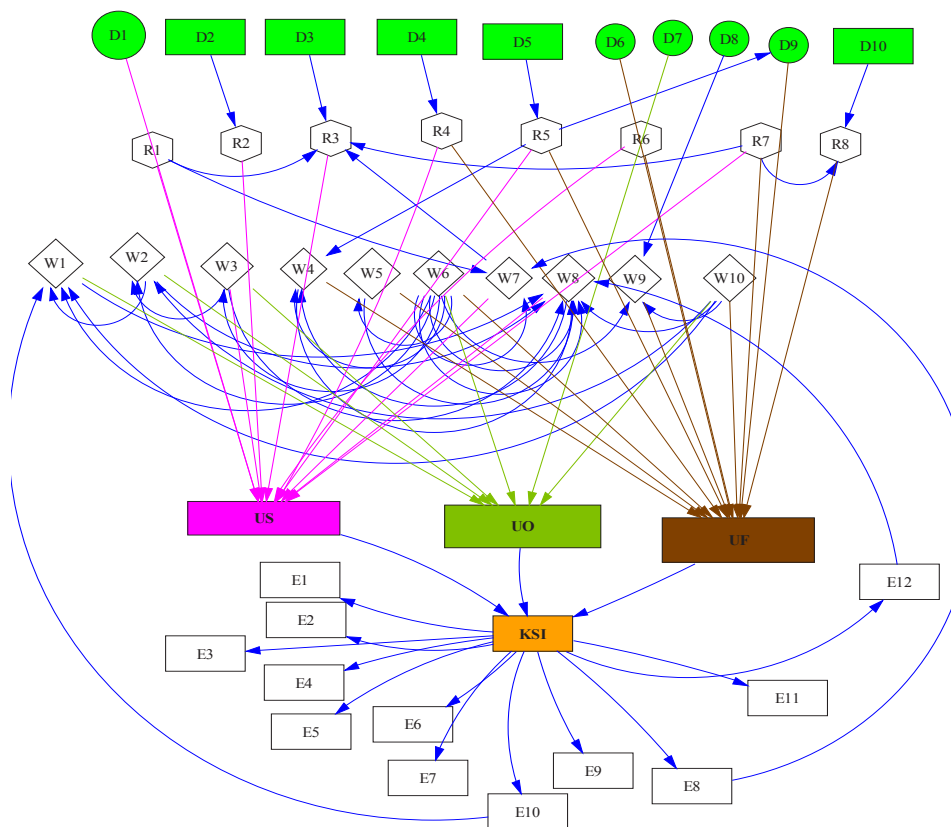 D1 D2 D3 D4 D5 D6 D7 D8 D9 D10
R1 R2 R3 R4 R5 R6 R7 R8
W1 W2 W3 W4 W5 W6 W7 W8 W9 W10
US UO UF
E1 E12
E2
KSI
E3
E4 E11
E5 E6
E7 E9 E8
E10